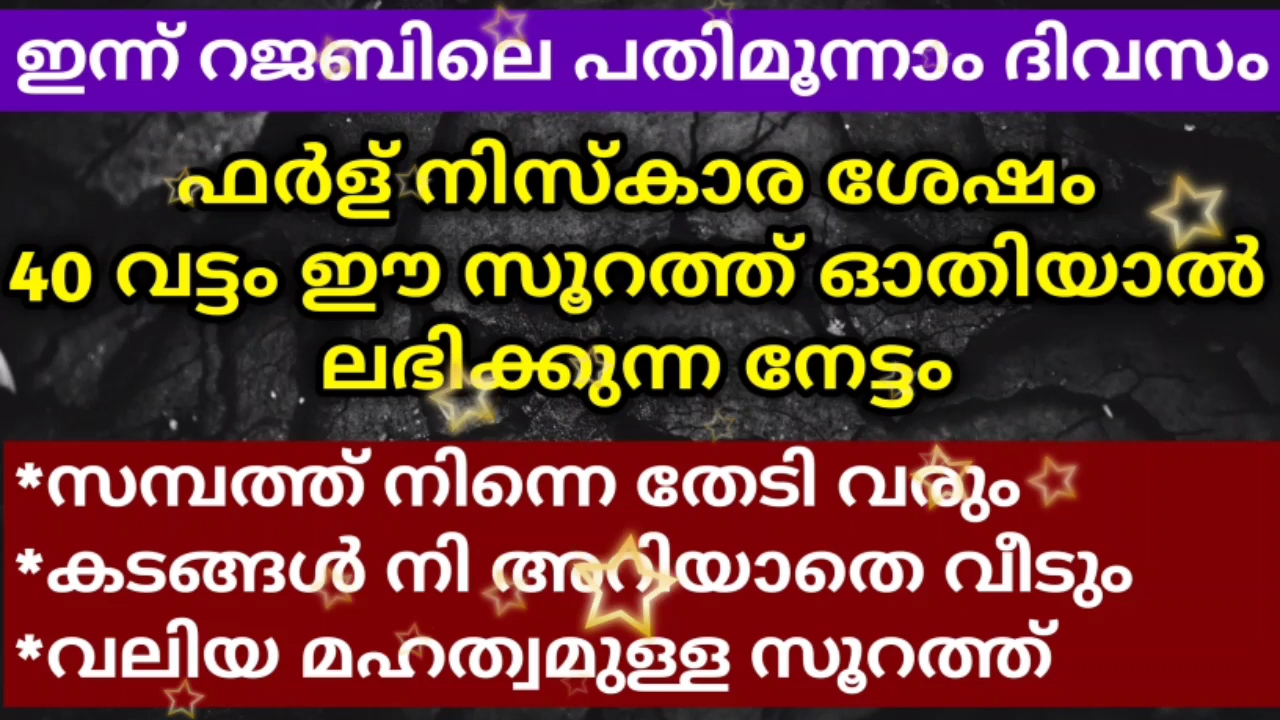 ഇന്ന് റജബിലെ പതിമൂന്നാം ദിവസം
ഫർള് നിസ്കാര ശേഷം
40 വട്ടം ഈ സൂറത്ത് ഓതിയാൽ
ലഭിക്കുന്ന നേട്ടം
*സമ്പത്ത് നിന്നെ തേടി വരും
*കടങ്ങൾ നി അറിയാതെ വീടും
*വലിയ മഹത്വമുള്ള സൂറത്ത്